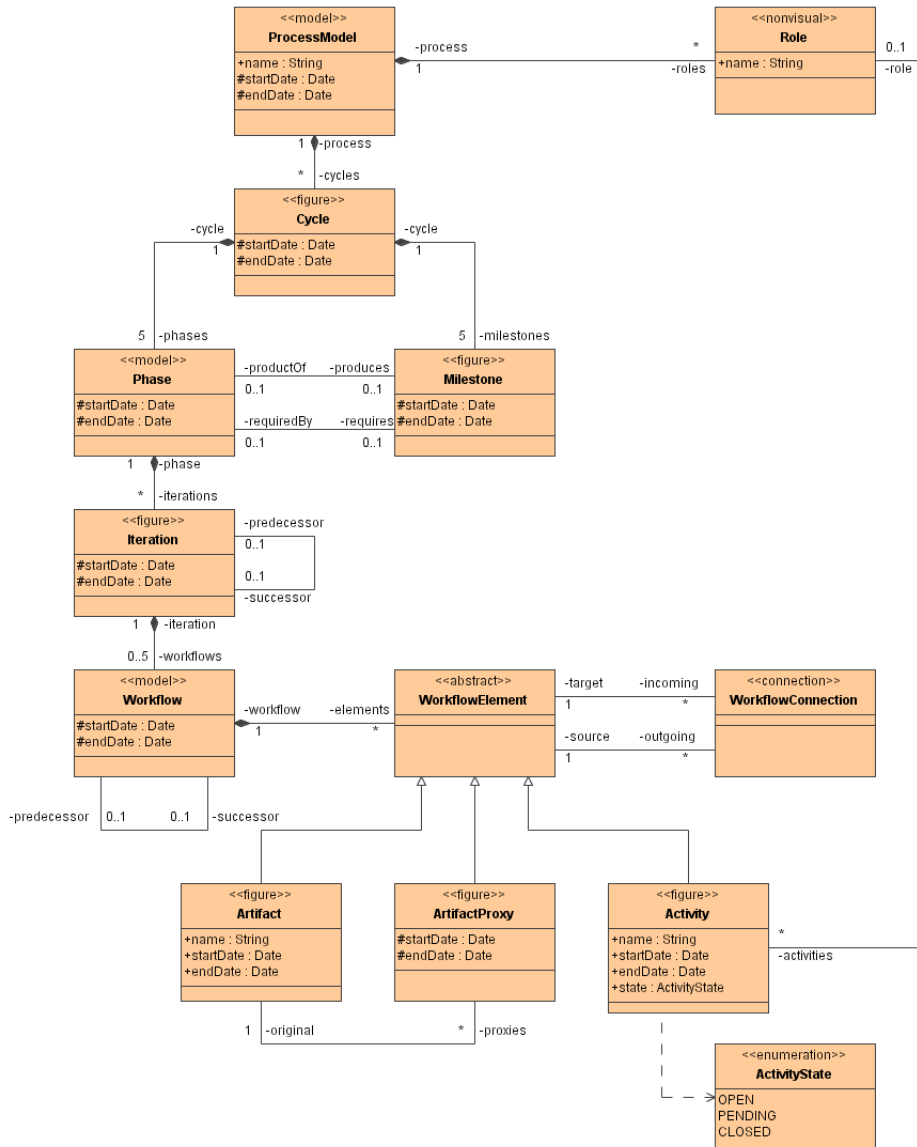 <<model>>
ProcessModel
+name : String
#startDate : Date
#endDate : Date
-process
1
*
-roles
<<nonvisual>>
Role
+name : String
0..1
-role
1
-process
*
-cycles
<<figure>>
Cycle
#startDate : Date
#endDate : Date
-cycle
1
-cycle
1
5
-phases
5
-milestones
<<model>>
Phase
#startDate : Date
#endDate : Date
-productOf
0..1
-produces
0..1
-requiredBy
0..1
-requires
0..1
<<figure>>
Milestone
#startDate : Date
#endDate : Date
1
-phase
*
-iterations
<<figure>>
Iteration
#startDate : Date
#endDate : Date
-predecessor
0..1
0..1
-successor
1
-iteration
0..5
-workflows
<<model>>
Workflow
#startDate : Date
#endDate : Date
-workflow
1
-elements
*
<<abstract>>
WorkflowElement
-target
1
-incoming
*
-source
1
-outgoing
*
<<connection>>
WorkflowConnection
-predecessor
0..1
0..1
-successor
<<figure>>
Artifact
+name : String
+startDate : Date
+endDate : Date
<<figure>>
ArtifactProxy
#startDate : Date
#endDate : Date
<<figure>>
Activity
+name : String
+startDate : Date
+endDate : Date
+state : ActivityState
*
-activities
1
-original
*
-proxies
<<enumeration>>
ActivityState
OPEN
PENDING
CLOSED